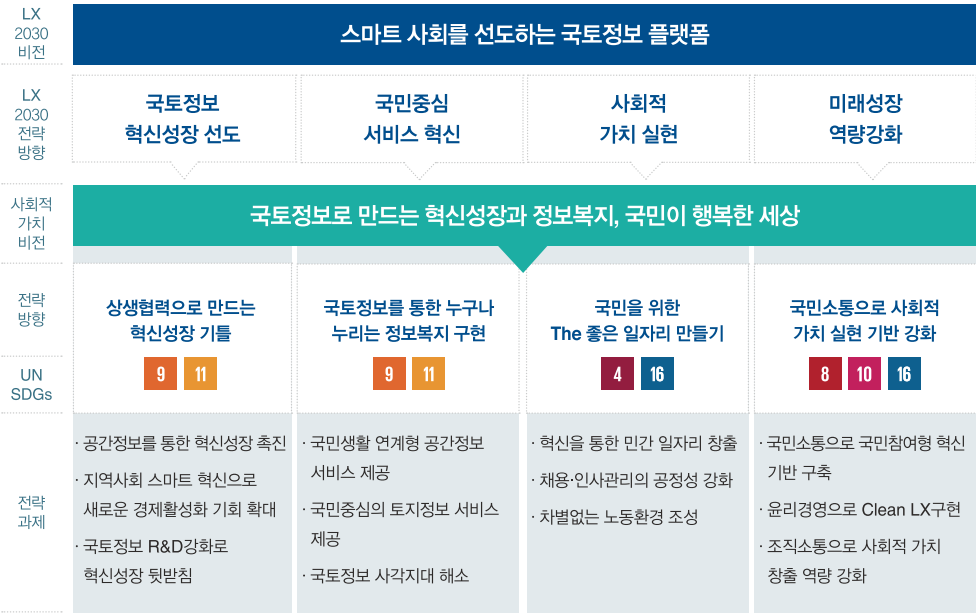 LX
2030
비전
스마트 사회를 선도하는 국토정보 플랫폼
LX
2030
전략
방향
국토정보
혁신성장 선도
국민중심
서비스 혁신
사회적
가치 실현
미래성장
역량강화
사회적
가치
비전
국토정보로 만드는 혁신성장과 정보복지, 국민이 행복한 세상
전략
방향
상생협력으로 만드는
혁신성장 기틀
국토정보를 통한 누구나
누리는 정보복지 구현
국민을 위한
The 좋은 일자리 만들기
국민소통으로 사회적
가치 실현 기반 강화
UN
SDGs
9 11
9 11
4 16
8 10 16
전략
과제
· 공간정보를 통한 혁신성장 촉진
· 지역사회 스마트 혁신으로
새로운 경제활성화 기회 확대
· 국토정보 R&D강화로
혁신성장 뒷받침
· 국민생활 연계형 공간정보
서비스 제공
· 국민중심의 토지정보 서비스
제공
· 국토정보 사각지대 해소
· 혁신을 통한 민간 일자리 창출
· 채용·인사관리의 공정성 강화
· 차별없는 노동환경 조성
· 국민소통으로 국민참여형 혁신
기반 구축
· 윤리경영으로 Clean LX구현
· 조직소통으로 사회적 가치
창출 역량 강화